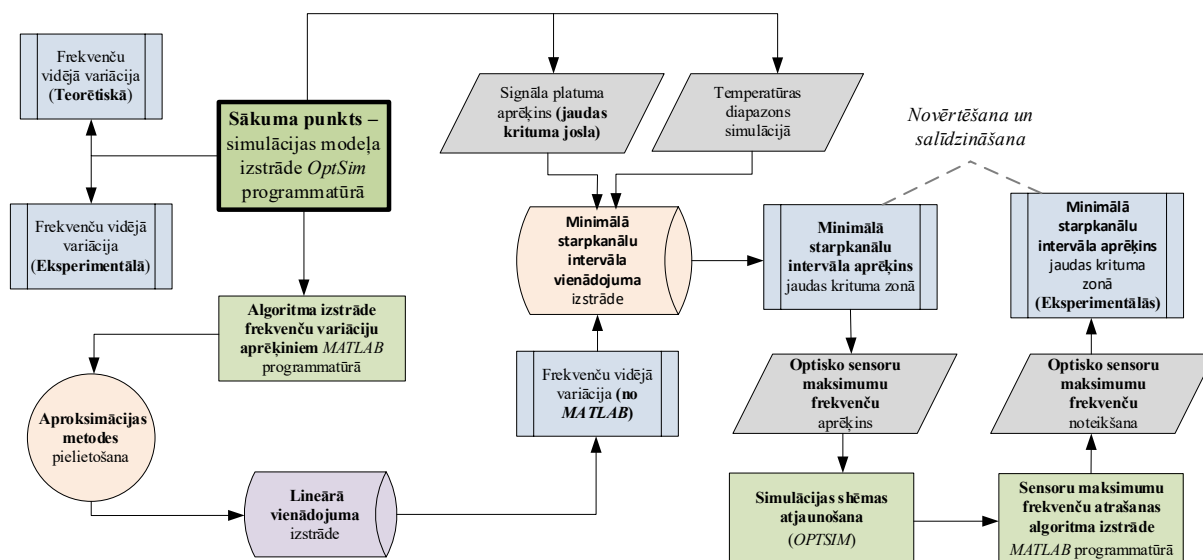 Frekvenču
vidējā variācija
(Teorētiskā)
Sākuma punkts –
simulācijas modeļa
izstrāde OptSim
programmatūrā
Frekvenču vidējā
variācija
(Eksperimentālā)
Algoritma izstrāde
frekvenču variāciju
aprēķiniem MATLAB
programmatūrā
Aproksimācijas
metodes
pielietošana
Lineārā
vienādojuma
izstrāde
Signāla platuma
aprēķins (jaudas
krituma josla)
Temperatūras
diapazons
simulācijā
Minimālā
starpkanālu
intervāla
vienādojuma
izstrāde
Frekvenču vidējā
variācija (no
MATLAB)
Novērtēšana un
salīdzināšana
Minimālā
starpkanālu
intervāla aprēķins
jaudas krituma zonā
Minimālā
starpkanālu
intervāla aprēķins
jaudas krituma
zonā
(Eksperimentālās)
Optisko sensoru
maksimumu
frekvenču
aprēķins
Optisko sensoru
maksimumu
frekvenču
noteikšana
Simulācijas shēmas
atjaunošana
(OPTSIM)
Sensoru maksimumu
frekvenču atrašanas
algoritma izstrāde
MATLAB programmatūrā